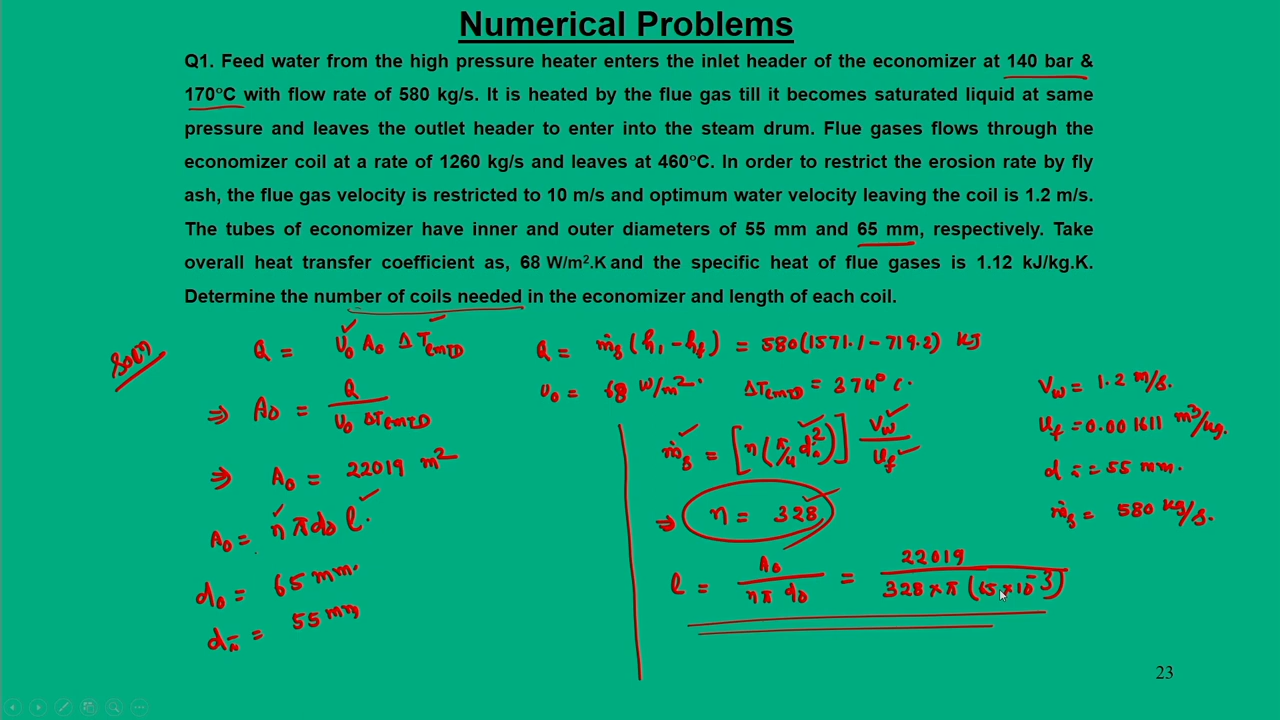 Numerical Problems
Q1. Feed water from the high pressure heater enters the inlet header of the economizer at 140 bar &
170°C with flow rate of 580 kg/s. It is heated by the flue gas till it becomes saturated liquid at same
pressure and leaves the outlet header to enter into the steam drum. Flue gases flows through the
economizer coil at a rate of 1260 kg/s and leaves at 460°C. In order to restrict the erosion rate by fly
ash, the flue gas velocity is restricted to 10 m/s and optimum water velocity leaving the coil is 1.2 m/s.
The tubes of economizer have inner and outer diameters of 55 mm and 65 mm, respectively. Take
overall heat transfer coefficient as, 68 W/m².K and the specific heat of flue gases is 1.12 kJ/kg.K.
Determine the number of coils needed in the economizer and length of each coil.
Soln
Q = U₀ A₀ ΔT_LMTD
⇒ A₀ = Q / U₀ ΔT_LMTD
⇒ A₀ = 22019 m²
A₀ = n π d₀ l.
d₀ = 65 mm.
dᵢ = 55 mm
Q = ṁₛ (h₁ - h_f) = 580 (1571.1 - 719.2) kJ
U₀ = 68 W/m². ΔT_LMTD = 374° C.
ṁₛ = [n (π/4 dᵢ²)] V_w / υ_f
⇒ n = 328
l = A₀ / nπ d₀ = 22019 / 328 × π (65 × 10⁻³)
V_w = 1.2 m/s.
υ_f = 0.001611 m³/kg.
dᵢ = 55 mm.
ṁₛ = 580 kg/s.
23